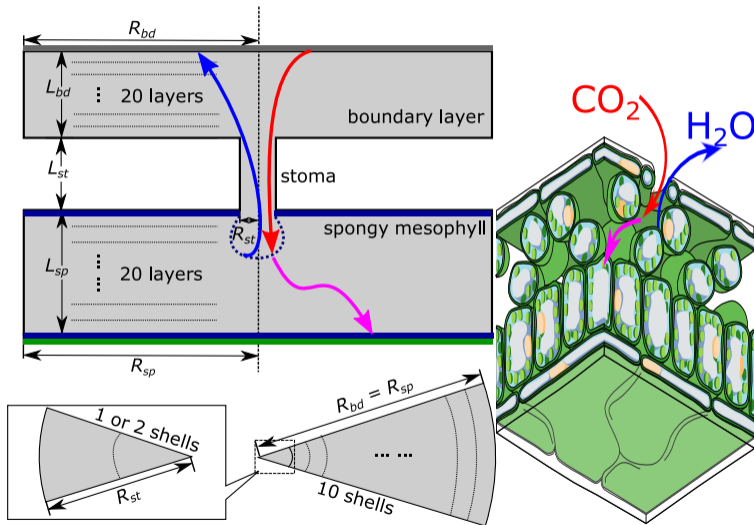 R_bd
L_bd
20 layers
boundary layer
L_st
stoma
R_st
spongy mesophyll
L_sp
20 layers
R_sp
CO₂
H₂O
1 or 2 shells
R_st
R_bd = R_sp
10 shells